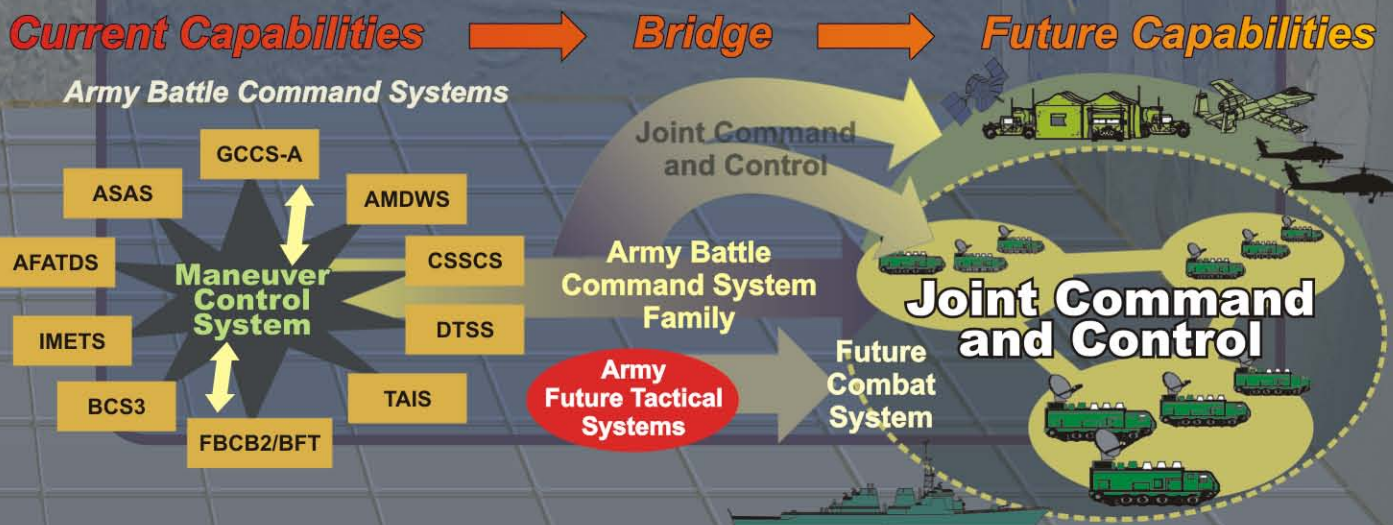 Current Capabilities
Bridge
Future Capabilities
Army Battle Command Systems
GCCS-A
ASAS
AMDWS
AFATDS
CSSCS
Maneuver
Control
System
IMETS
DTSS
BCS3
TAIS
FBCB2/BFT
Joint Command
and Control
Army Battle
Command System
Family
Army
Future Tactical
Systems
Future
Combat
System
Joint Command
and Control